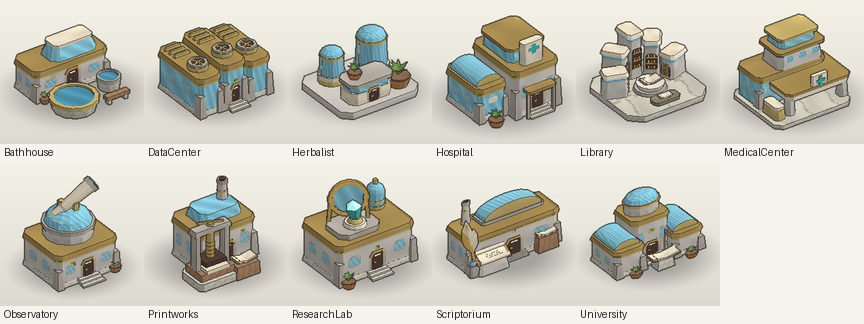 Bathhouse DataCenter Herbalist Hospital Library MedicalCenter
Observatory Printworks ResearchLab Scriptorium University